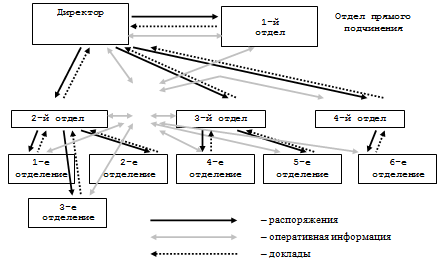 Директор
1-й
отдел
Отдел прямого
подчинения
2-й отдел
3-й отдел
4-й отдел
1-е
отделение
2-е
отделение
4-е
отделение
5-е
отделение
6-е
отделение
3-е
отделение
– распоряжения
– оперативная информация
– доклады